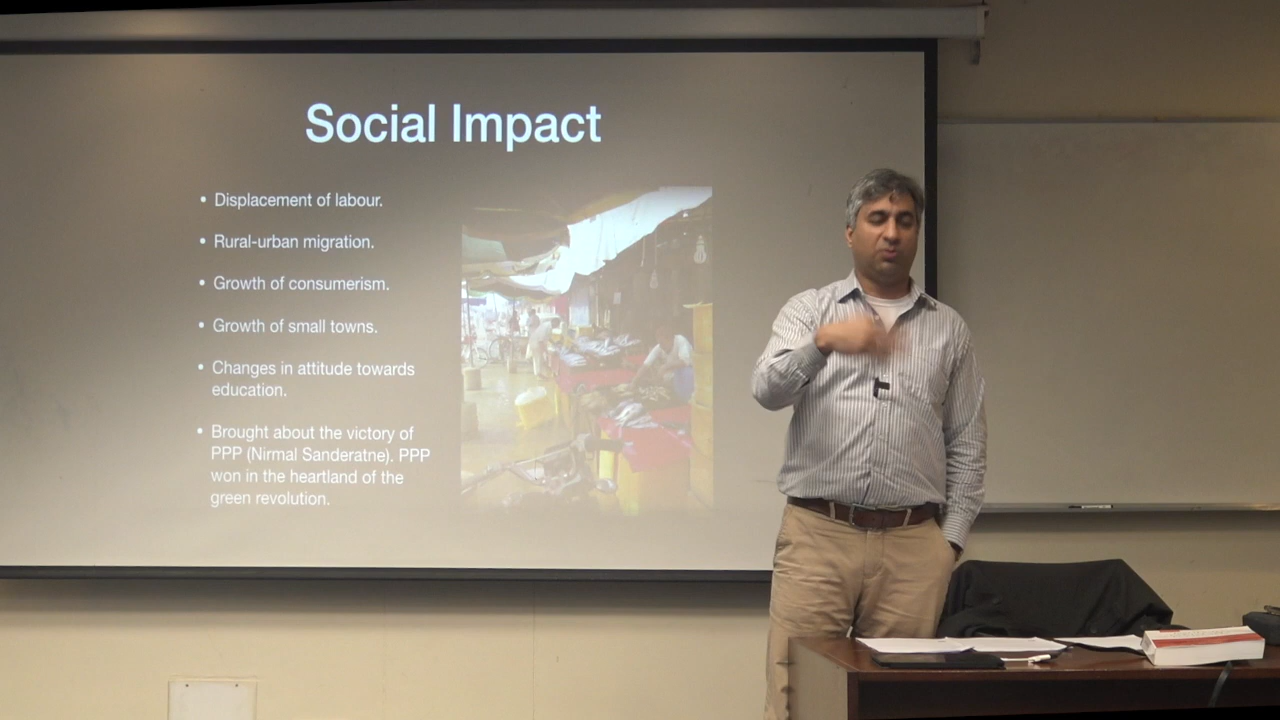 Social Impact
• Displacement of labour.
• Rural-urban migration.
• Growth of consumerism.
• Growth of small towns.
• Changes in attitude towards
education.
• Brought about the victory of
PPP (Nirmal Sanderatne). PPP
won in the heartland of the
green revolution.